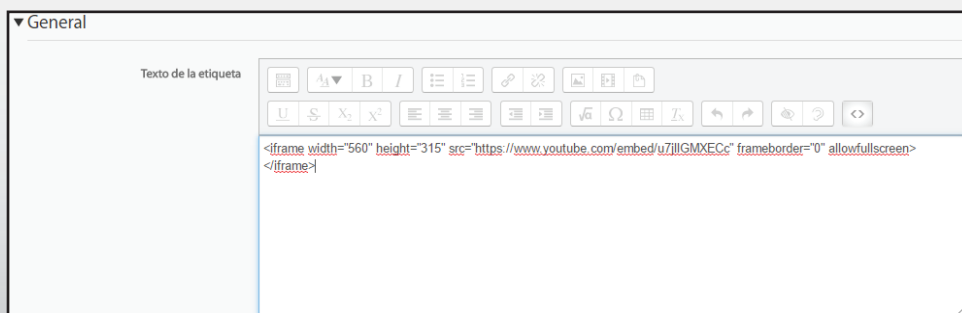 General
Texto de la etiqueta
<iframe width="560" height="315" src="https://www.youtube.com/embed/u7jllGMXECc" frameborder="0" allowfullscreen>
</iframe>